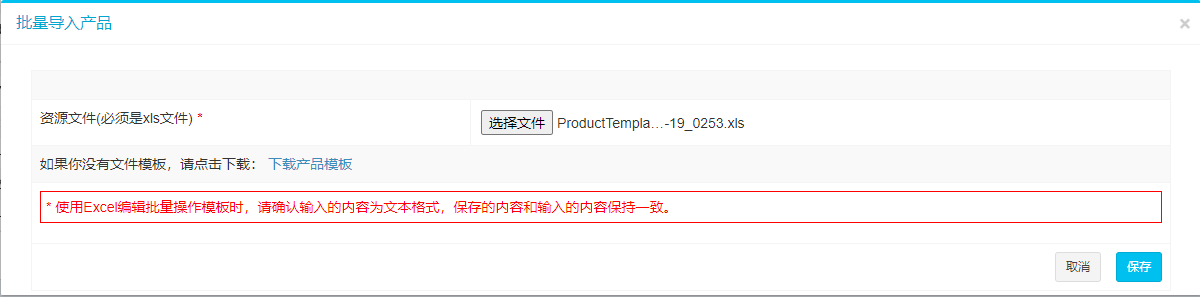 批量导入产品
×
资源文件(必须是xls文件) *
选择文件 ProductTempla…-19_0253.xls
如果你没有文件模板，请点击下载： 下载产品模板
* 使用Excel编辑批量操作模板时，请确认输入的内容为文本格式，保存的内容和输入的内容保持一致。
取消 保存